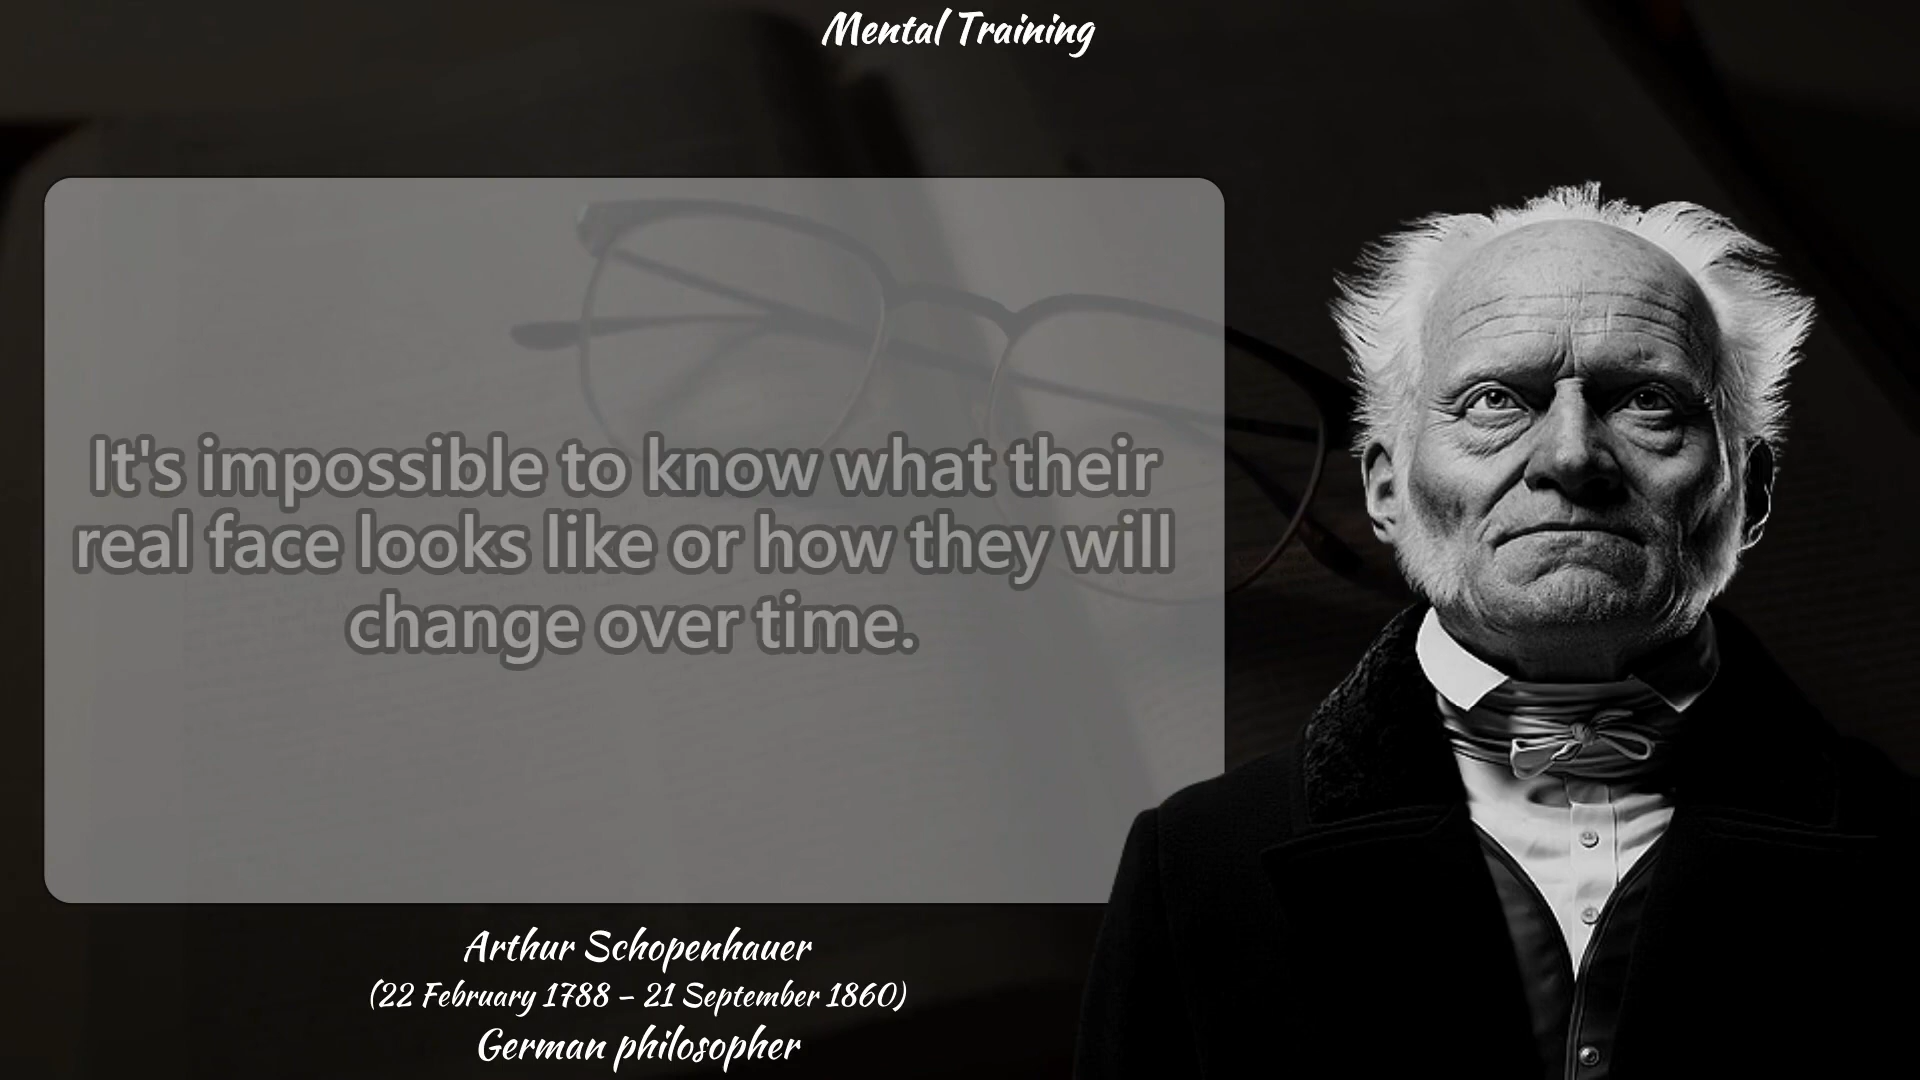 Mental Training
It's impossible to know what their
real face looks like or how they will
change over time.
Arthur Schopenhauer
(22 February 1788 – 21 September 1860)
German philosopher